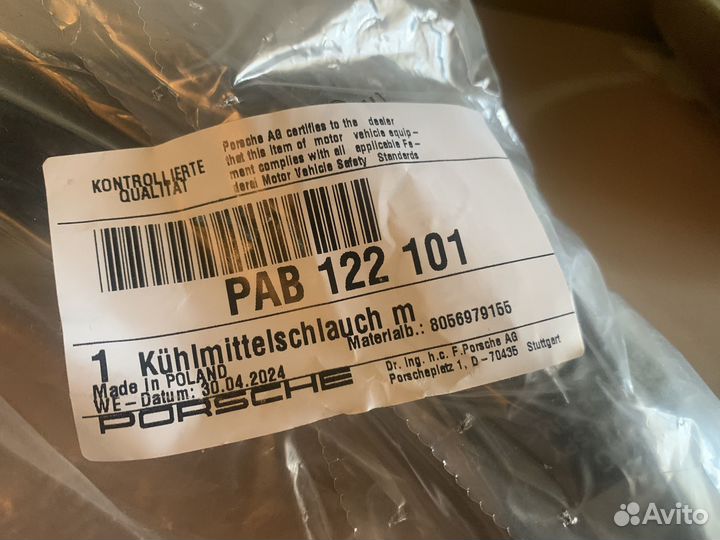 KONTROLLIERTE
QUALITÄT
Porsche AG certifies to the dealer
that this item of motor vehicle equip-
ment complies with all applicable Fe-
deral Motor Vehicle Safety Standards
PAB 122 101
1 Kühlmittelschlauch m
Materialb.: 8056979155
Made in POLAND
WE-Datum: 30.04.2024
PORSCHE
Dr. Ing. h.c. F.Porsche AG
Porscheplatz 1, D-70435 Stuttgart
Avito